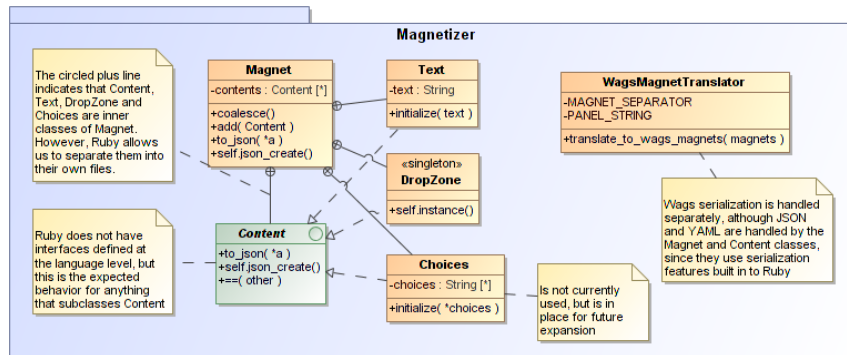 Magnetizer
The circled plus line
indicates that Content,
Text, DropZone and
Choices are inner
classes of Magnet.
However, Ruby allows
us to separate them into
their own files.
Magnet
-contents : Content [*]
+coalesce()
+add( Content )
+to_json( *a )
+self.json_create()
Text
-text : String
+initialize( text )
WagsMagnetTranslator
-MAGNET_SEPARATOR
-PANEL_STRING
+translate_to_wags_magnets( magnets )
«singleton»
DropZone
+self.instance()
Wags serialization is handled
separately, although JSON
and YAML are handled by the
Magnet and Content classes,
since they use serialization
features built in to Ruby
Ruby does not have
interfaces defined at
the language level, but
this is the expected
behavior for anything
that subclasses Content
Content
+to_json( *a )
+self.json_create()
+==( other )
Choices
-choices : String [*]
+initialize( *choices )
Is not currently
used, but is in
place for future
expansion